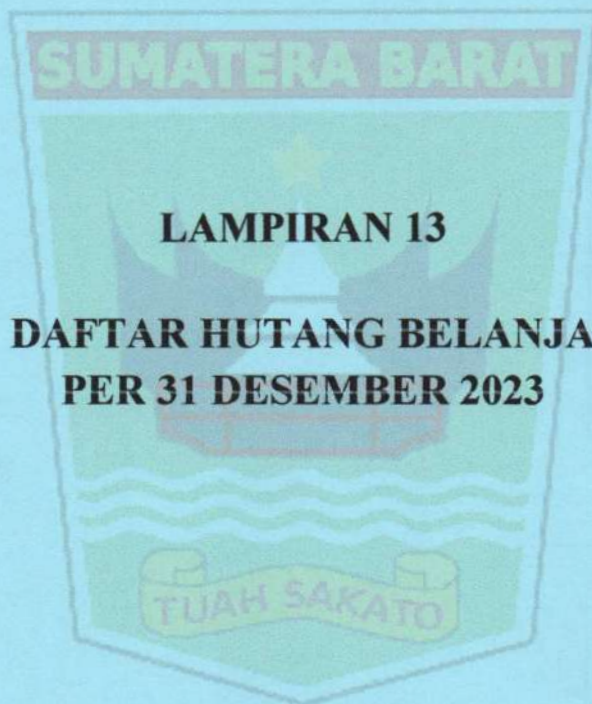 SUMATERA BARAT
LAMPIRAN 13
DAFTAR HUTANG BELANJA
PER 31 DESEMBER 2023
TUAH SAKATO